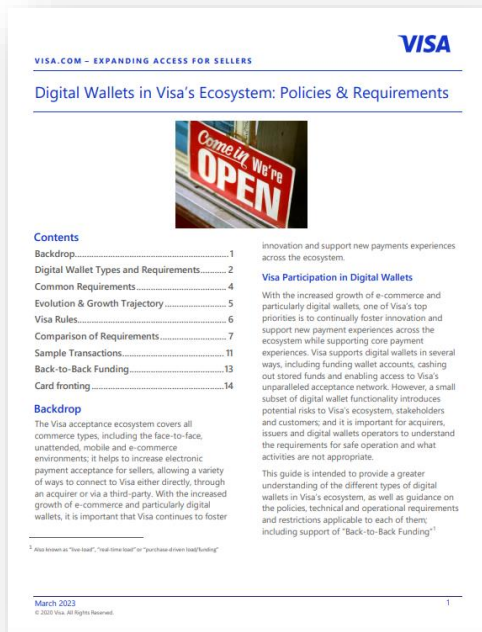 VISA
VISA.COM – EXPANDING ACCESS FOR SELLERS
Digital Wallets in Visa's Ecosystem: Policies & Requirements
Come in We're
OPEN
Contents
Backdrop....................................................1
Digital Wallet Types and Requirements.......... 2
Common Requirements............................... 4
Evolution & Growth Trajectory..................... 5
Visa Rules................................................... 6
Comparison of Requirements....................... 7
Sample Transactions................................... 11
Back-to-Back Funding..................................13
Card fronting..............................................14
Backdrop
The Visa acceptance ecosystem covers all
commerce types, including the face-to-face,
unattended, mobile and e-commerce
environments; it helps to increase electronic
payment acceptance for sellers, allowing a variety
of ways to connect to Visa either directly, through
an acquirer or via a third-party. With the increased
growth of e-commerce and particularly digital
wallets, it is important that Visa continues to foster
innovation and support new payments experiences
across the ecosystem.
Visa Participation in Digital Wallets
With the increased growth of e-commerce and
particularly digital wallets, one of Visa's top
priorities is to continually foster innovation and
support new payment experiences across the
ecosystem while supporting core payment
experiences. Visa supports digital wallets in several
ways, including funding wallet accounts, cashing
out stored funds and enabling access to Visa's
unparalleled acceptance network. However, a small
subset of digital wallet functionality introduces
potential risks to Visa's ecosystem, stakeholders
and customers; and it is important for acquirers,
issuers and digital wallets operators to understand
the requirements for safe operation and what
activities are not appropriate.
This guide is intended to provide a greater
understanding of the different types of digital
wallets in Visa's ecosystem, as well as guidance on
the policies, technical and operational requirements
and restrictions applicable to each of them;
including support of "Back-to-Back Funding"¹
¹ Also known as "live-load", "real-time load" or "purchase-driven load/funding"
March 2023
1
© 2020 Visa. All Rights Reserved.